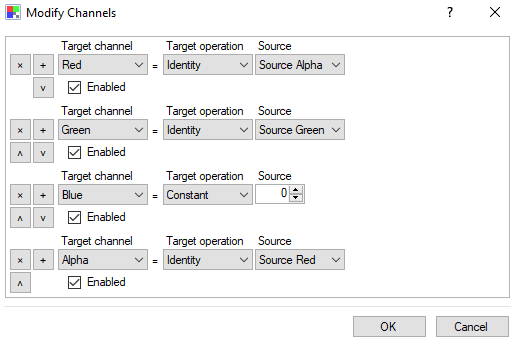 Modify Channels ? ×
Target channel Target operation Source
× + Red = Identity Source Alpha
v Enabled
Target channel Target operation Source
× + Green = Identity Source Green
ʌ v Enabled
Target channel Target operation Source
× + Blue = Constant 0
ʌ v Enabled
Target channel Target operation Source
× + Alpha = Identity Source Red
ʌ Enabled
OK Cancel